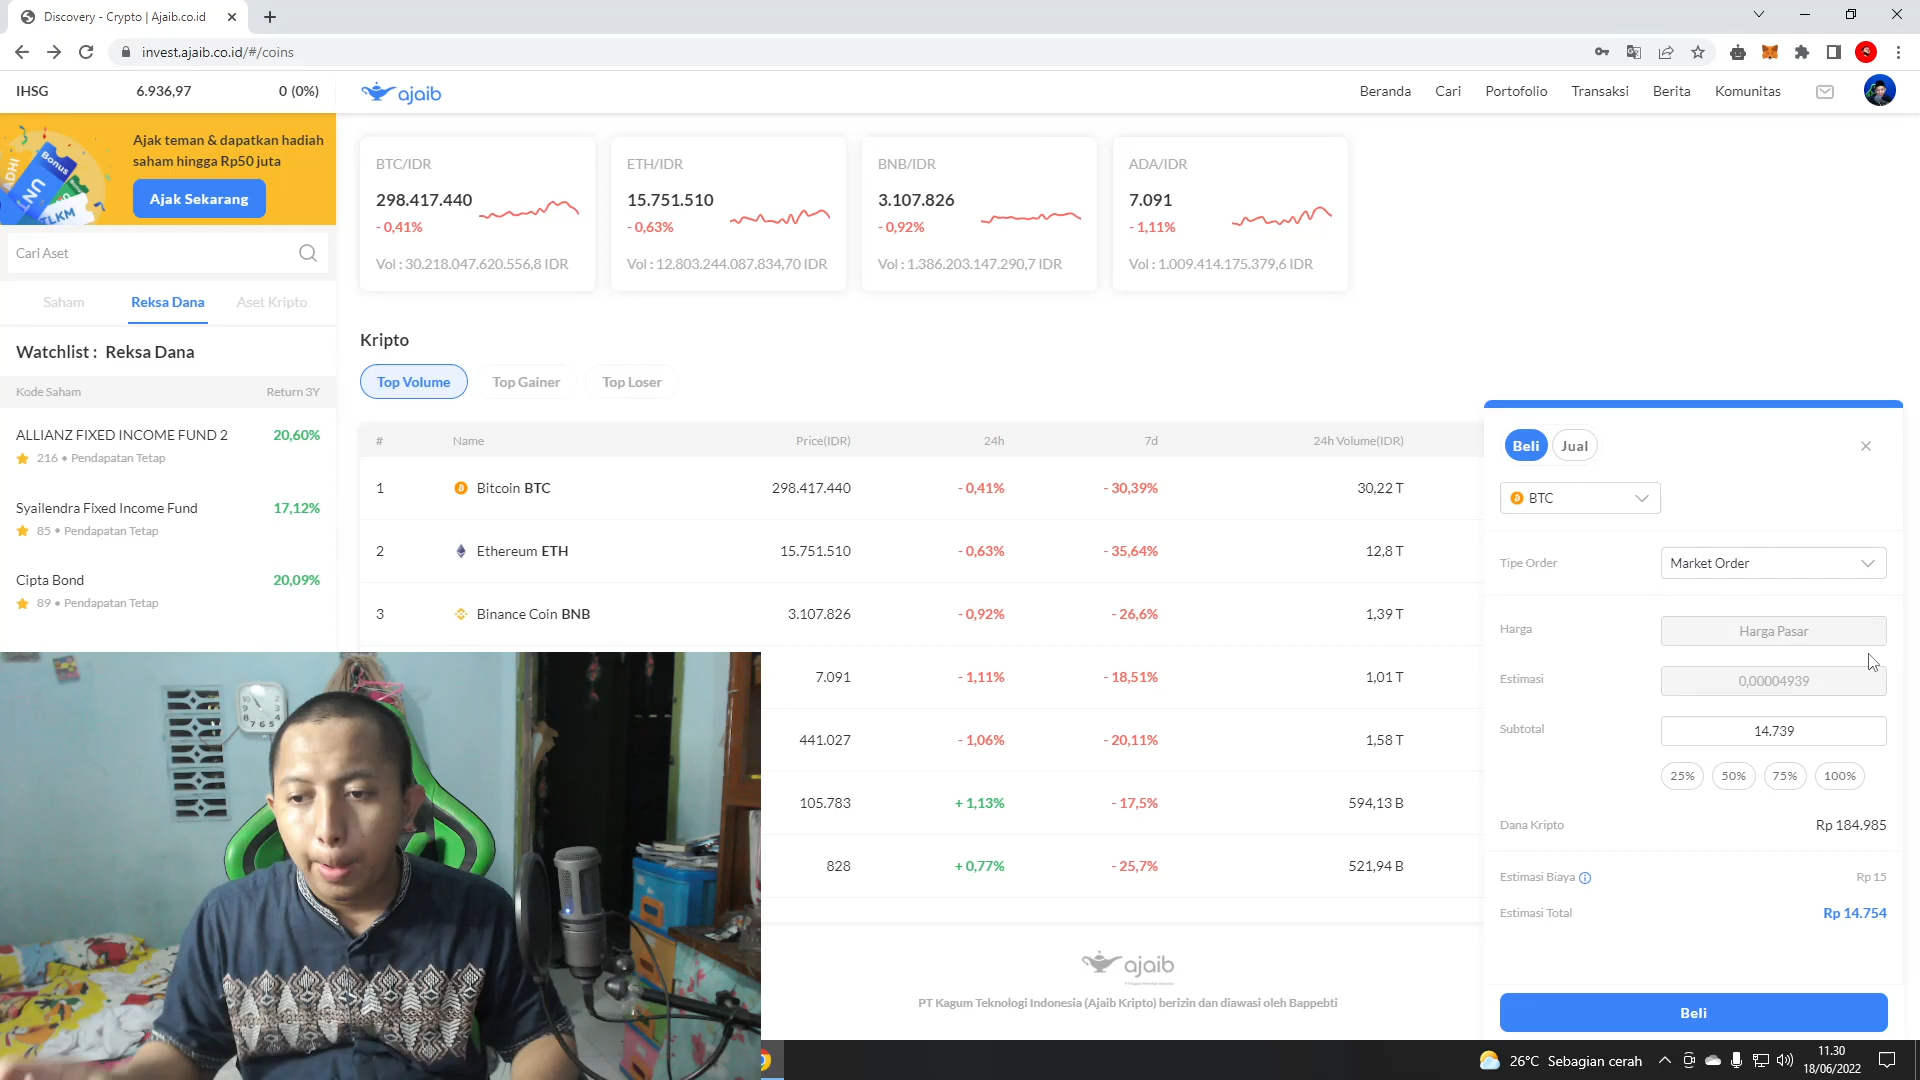 Discovery - Crypto | Ajaib.co.id
invest.ajaib.co.id/#/coins
IHSG 6.936,97 0 (0%)
ajaib
Beranda Cari Portofolio Transaksi Berita Komunitas
Ajak teman & dapatkan hadiah
saham hingga Rp50 juta
Ajak Sekarang
Bonus
TLKM
Cari Aset
Saham Reksa Dana Aset Kripto
Watchlist : Reksa Dana
Kode Saham Return 3Y
ALLIANZ FIXED INCOME FUND 2 20,60%
216 • Pendapatan Tetap
Syailendra Fixed Income Fund 17,12%
85 • Pendapatan Tetap
Cipta Bond 20,09%
89 • Pendapatan Tetap
BTC/IDR
298.417.440
- 0,41%
Vol : 30.218.047.620.556,8 IDR
ETH/IDR
15.751.510
- 0,63%
Vol : 12.803.244.087.834,70 IDR
BNB/IDR
3.107.826
- 0,92%
Vol : 1.386.203.147.290,7 IDR
ADA/IDR
7.091
- 1,11%
Vol : 1.009.414.175.379,6 IDR
Kripto
Top Volume Top Gainer Top Loser
# Name Price(IDR) 24h 7d 24h Volume(IDR)
1 Bitcoin BTC 298.417.440 - 0,41% - 30,39% 30,22 T
2 Ethereum ETH 15.751.510 - 0,63% - 35,64% 12,8 T
3 Binance Coin BNB 3.107.826 - 0,92% - 26,6% 1,39 T
7.091 - 1,11% - 18,51% 1,01 T
441.027 - 1,06% - 20,11% 1,58 T
105.783 + 1,13% - 17,5% 594,13 B
828 + 0,77% - 25,7% 521,94 B
ajaib
PT Kagum Teknologi Indonesia (Ajaib Kripto) berizin dan diawasi oleh Bappebti
Beli Jual
BTC
Tipe Order Market Order
Harga Harga Pasar
Estimasi 0,00004939
Subtotal 14.739
25% 50% 75% 100%
Dana Kripto Rp 184.985
Estimasi Biaya Rp 15
Estimasi Total Rp 14.754
Beli
26°C Sebagian cerah
11.30
18/06/2022